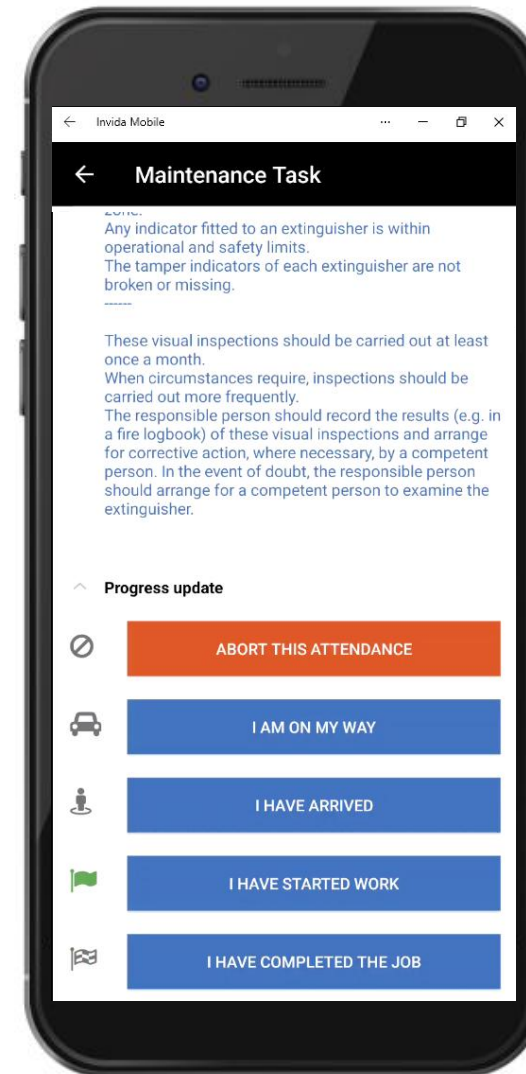 Invida Mobile
Maintenance Task
zone.
Any indicator fitted to an extinguisher is within
operational and safety limits.
The tamper indicators of each extinguisher are not
broken or missing.
------
These visual inspections should be carried out at least
once a month.
When circumstances require, inspections should be
carried out more frequently.
The responsible person should record the results (e.g. in
a fire logbook) of these visual inspections and arrange
for corrective action, where necessary, by a competent
person. In the event of doubt, the responsible person
should arrange for a competent person to examine the
extinguisher.
Progress update
ABORT THIS ATTENDANCE
I AM ON MY WAY
I HAVE ARRIVED
I HAVE STARTED WORK
I HAVE COMPLETED THE JOB